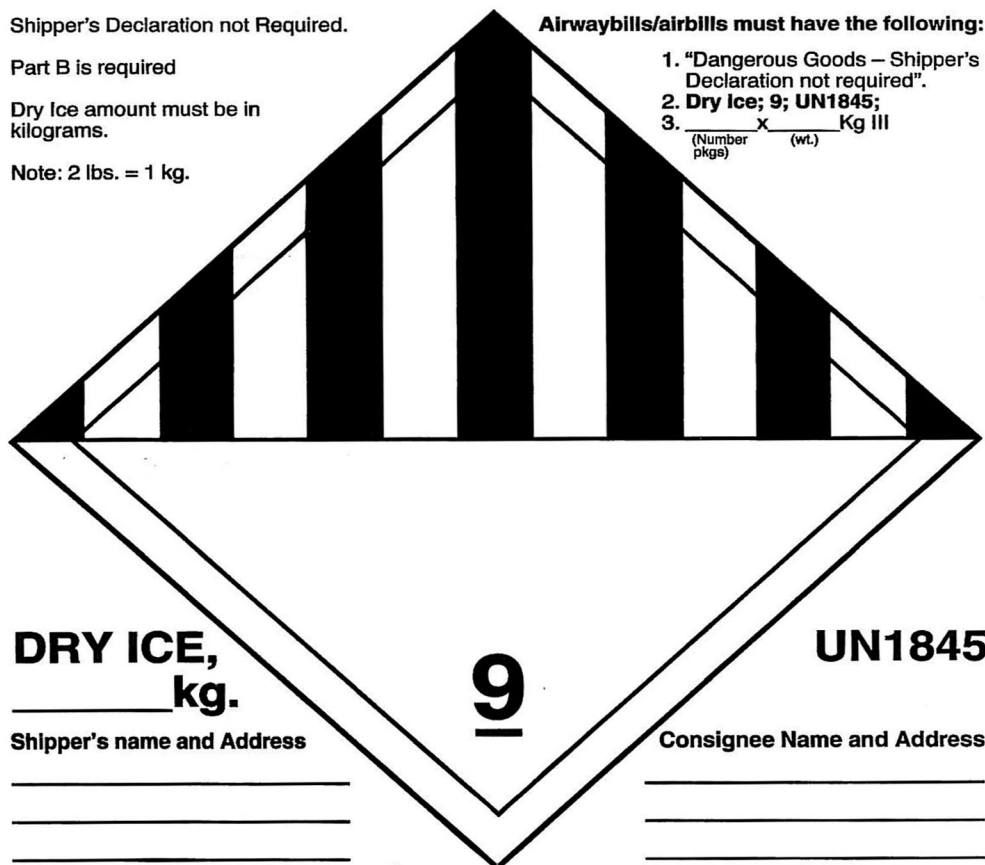 Shipper's Declaration not Required.
Part B is required
Dry Ice amount must be in
kilograms.
Note: 2 lbs. = 1 kg.
Airwaybills/airbills must have the following:
1. “Dangerous Goods – Shipper's
Declaration not required”.
2. Dry Ice; 9; UN1845;
3. ______x______Kg III
(Number (wt.)
pkgs)
DRY ICE,
______kg.
9
UN1845
Shipper's name and Address
Consignee Name and Address